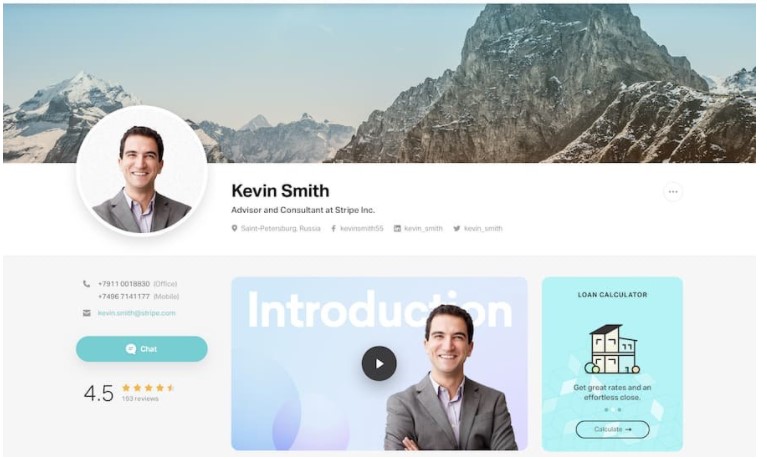 Kevin Smith
Advisor and Consultant at Stripe Inc.
Saint-Petersburg, Russia kevinsmith55 kevin_smith kevin_smith
+7911 0018830 (Office)
+7496 7141177 (Mobile)
kevin.smith@stripe.com
Chat
4.5
163 reviews
Introduction
LOAN CALCULATOR
Get great rates and an
effortless close.
Calculate →